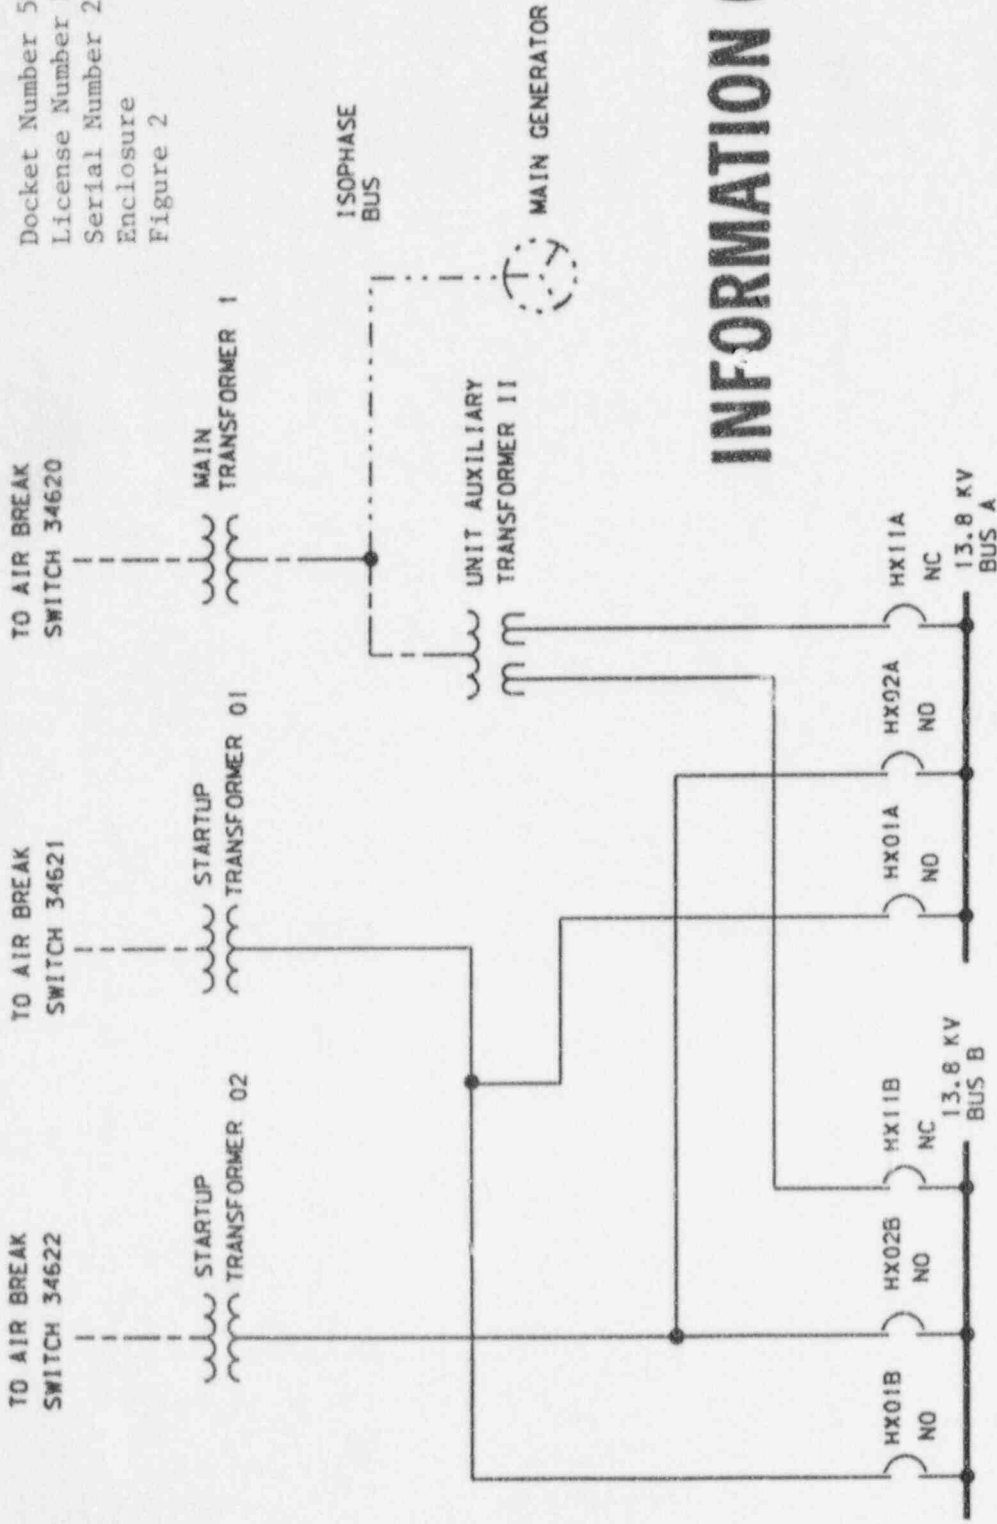 Docket Number 5
License Number
Serial Number 2
Enclosure
Figure 2
TO AIR BREAK
SWITCH 34622
TO AIR BREAK
SWITCH 34621
TO AIR BREAK
SWITCH 34620
STARTUP
TRANSFORMER 02
STARTUP
TRANSFORMER 01
MAIN
TRANSFORMER 1
ISOPHASE
BUS
UNIT AUXILIARY
TRANSFORMER 11
MAIN GENERATOR
HX01B
NO
HX02B
NO
HX11B
NC
13.8 KV
BUS B
HX01A
NO
HX02A
NO
HX11A
NC
13.8 KV
BUS A
INFORMATION